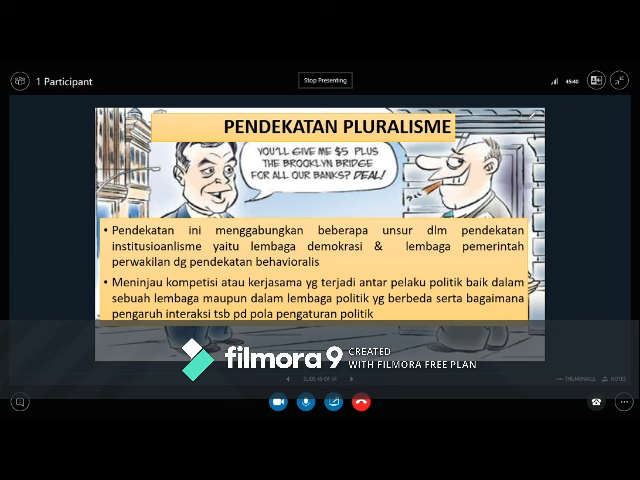 1 Participant
Stop Presenting
45:40
PENDEKATAN PLURALISME
YOU'LL GIVE ME $5 PLUS
THE BROOKLYN BRIDGE
FOR ALL OUR BANKS? DEAL!
• Pendekatan ini menggabungkan beberapa unsur dlm pendekatan
institusioanlisme yaitu lembaga demokrasi & lembaga pemerintah
perwakilan dg pendekatan behavioralis
• Meninjau kompetisi atau kerjasama yg terjadi antar pelaku politik baik dalam
sebuah lembaga maupun dalam lembaga politik yg berbeda serta bagaimana
pengaruh interaksi tsb pd pola pengaturan politik
filmora 9
CREATED
WITH FILMORA FREE PLAN
THUMBNAILS
NOTES